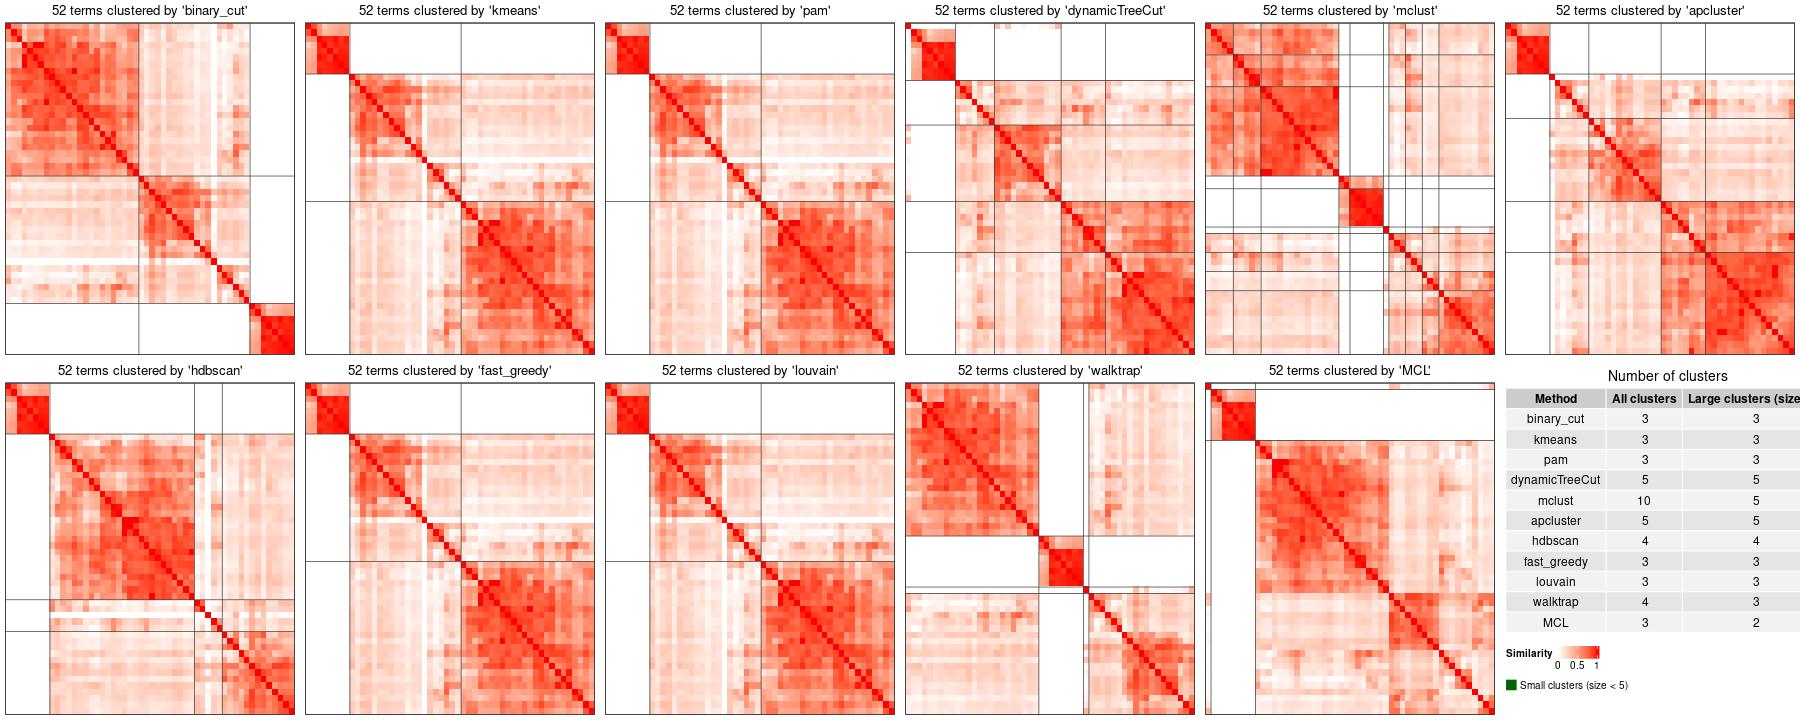 52 terms clustered by 'binary_cut'
52 terms clustered by 'kmeans'
52 terms clustered by 'pam'
52 terms clustered by 'dynamicTreeCut'
52 terms clustered by 'mclust'
52 terms clustered by 'apcluster'
52 terms clustered by 'hdbscan'
52 terms clustered by 'fast_greedy'
52 terms clustered by 'louvain'
52 terms clustered by 'walktrap'
52 terms clustered by 'MCL'
Number of clusters
Method All clusters Large clusters (size
binary_cut 3 3
kmeans 3 3
pam 3 3
dynamicTreeCut 5 5
mclust 10 5
apcluster 5 5
hdbscan 4 4
fast_greedy 3 3
louvain 3 3
walktrap 4 3
MCL 3 2
Similarity
0 0.5 1
Small clusters (size < 5)